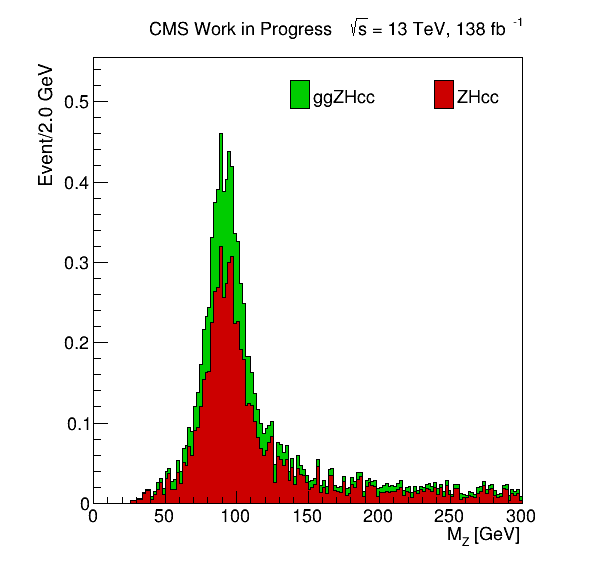 CMS Work in Progress √s = 13 TeV, 138 fb -1
Event/2.0 GeV
ggZHcc
ZHcc
0.5
0.4
0.3
0.2
0.1
0
0 50 100 150 200 250 300
M_Z [GeV]